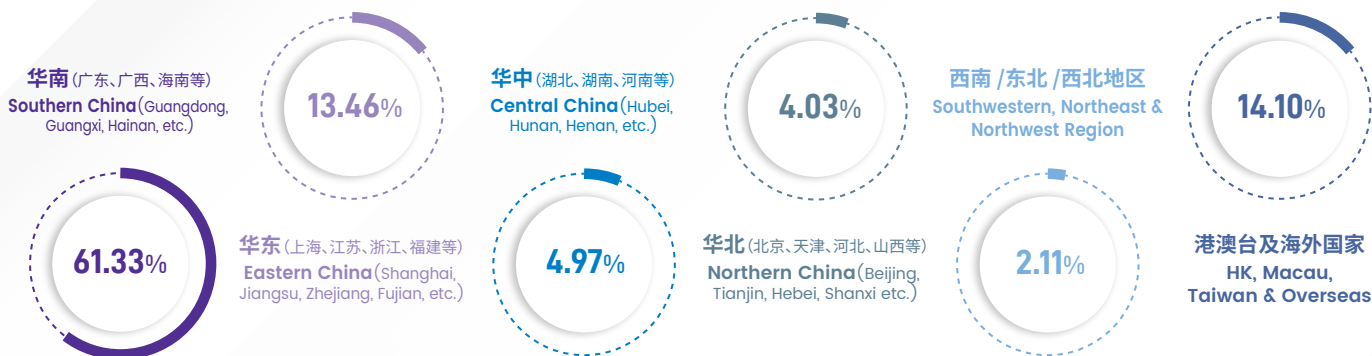 华南(广东、广西、海南等)
Southern China(Guangdong,
Guangxi, Hainan, etc.)
61.33%
13.46%
华东(上海、江苏、浙江、福建等)
Eastern China(Shanghai,
Jiangsu, Zhejiang, Fujian, etc.)
华中(湖北、湖南、河南等)
Central China(Hubei,
Hunan, Henan, etc.)
4.97%
4.03%
华北(北京、天津、河北、山西等)
Northern China(Beijing,
Tianjin, Hebei, Shanxi etc.)
西南 /东北 /西北地区
Southwestern, Northeast &
Northwest Region
2.11%
14.10%
港澳台及海外国家
HK, Macau,
Taiwan & Overseas